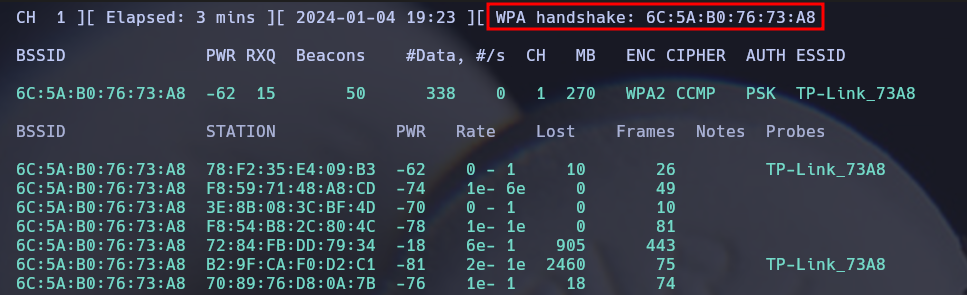 CH 1 ][ Elapsed: 3 mins ][ 2024-01-04 19:23 ][ WPA handshake: 6C:5A:B0:76:73:A8
BSSID PWR RXQ Beacons #Data, #/s CH MB ENC CIPHER AUTH ESSID
6C:5A:B0:76:73:A8 -62 15 50 338 0 1 270 WPA2 CCMP PSK TP-Link_73A8
BSSID STATION PWR Rate Lost Frames Notes Probes
6C:5A:B0:76:73:A8 78:F2:35:E4:09:B3 -62 0 - 1 10 26 TP-Link_73A8
6C:5A:B0:76:73:A8 F8:59:71:48:A8:CD -74 1e- 6e 0 49
6C:5A:B0:76:73:A8 3E:8B:08:3C:BF:4D -70 0 - 1 0 10
6C:5A:B0:76:73:A8 F8:54:B8:2C:80:4C -78 1e- 1e 0 81
6C:5A:B0:76:73:A8 72:84:FB:DD:79:34 -18 6e- 1 905 443
6C:5A:B0:76:73:A8 B2:9F:CA:F0:D2:C1 -81 2e- 1e 2460 75 TP-Link_73A8
6C:5A:B0:76:73:A8 70:89:76:D8:0A:7B -76 1e- 1 18 74